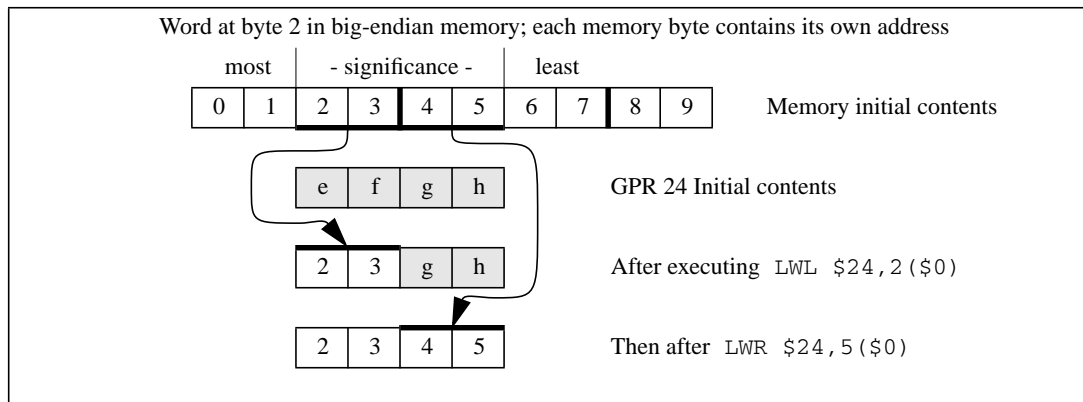 Word at byte 2 in big-endian memory; each memory byte contains its own address
most - significance - least
0 1 2 3 4 5 6 7 8 9 Memory initial contents
e f g h GPR 24 Initial contents
2 3 g h After executing LWL $24,2($0)
2 3 4 5 Then after LWR $24,5($0)